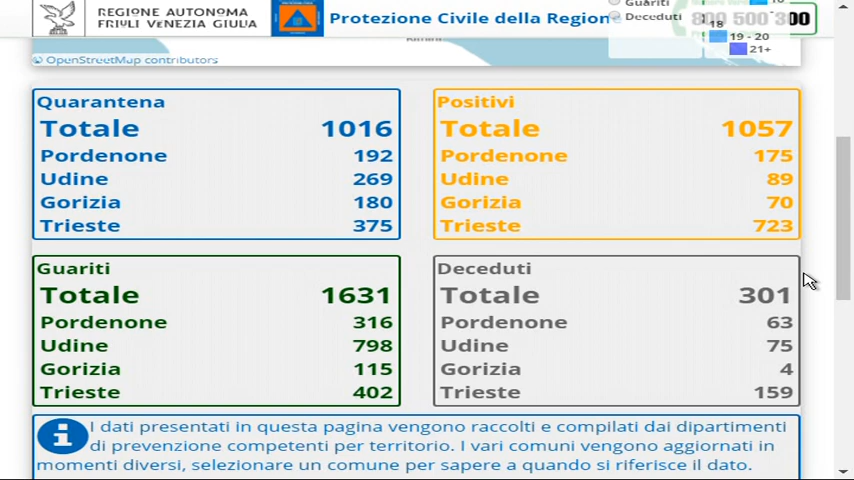 REGIONE AUTONOMA
FRIULI VENEZIA GIULIA
Protezione Civile della Region
800 500 300
Guariti
Deceduti
18
19 - 20
21+
© OpenStreetMap contributors
Quarantena
Totale 1016
Pordenone 192
Udine 269
Gorizia 180
Trieste 375
Positivi
Totale 1057
Pordenone 175
Udine 89
Gorizia 70
Trieste 723
Guariti
Totale 1631
Pordenone 316
Udine 798
Gorizia 115
Trieste 402
Deceduti
Totale 301
Pordenone 63
Udine 75
Gorizia 4
Trieste 159
I dati presentati in questa pagina vengono raccolti e compilati dai dipartimenti
di prevenzione competenti per territorio. I vari comuni vengono aggiornati in
momenti diversi, selezionare un comune per sapere a quando si riferisce il dato.